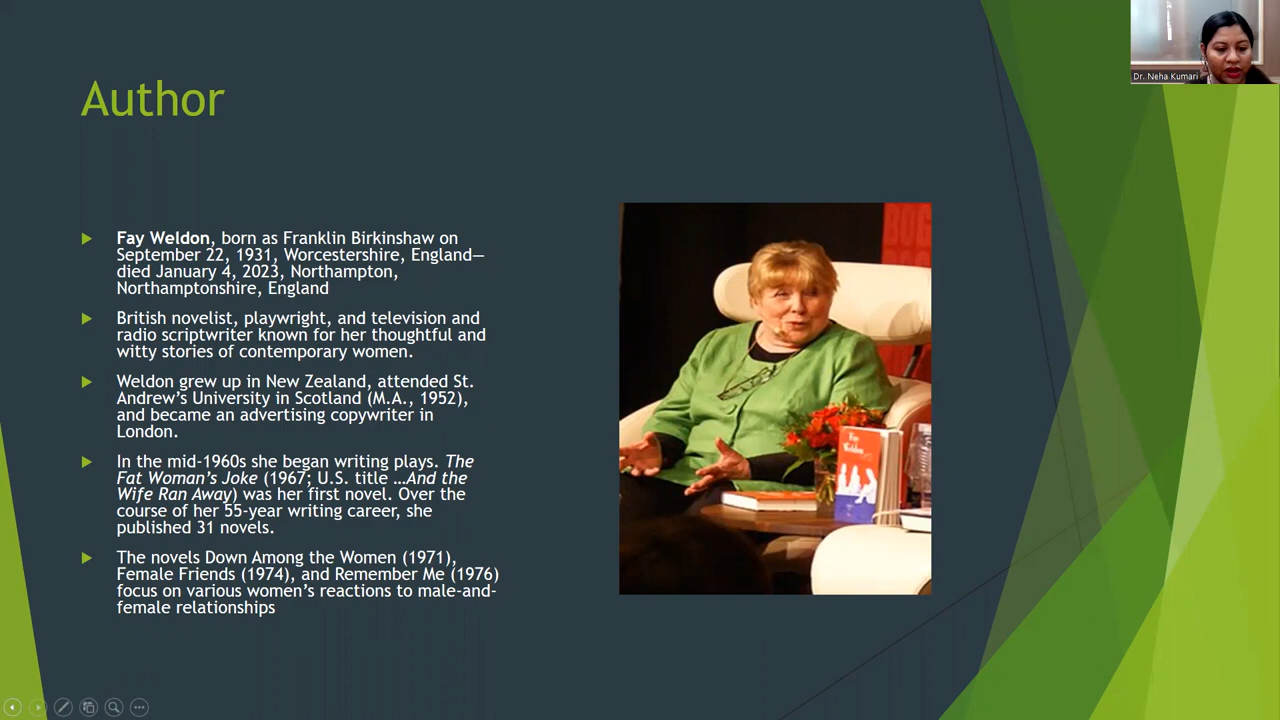 Author
Dr. Neha Kumari
Fay Weldon, born as Franklin Birkinshaw on
September 22, 1931, Worcestershire, England—
died January 4, 2023, Northampton,
Northamptonshire, England
British novelist, playwright, and television and
radio scriptwriter known for her thoughtful and
witty stories of contemporary women.
Weldon grew up in New Zealand, attended St.
Andrew’s University in Scotland (M.A., 1952),
and became an advertising copywriter in
London.
In the mid-1960s she began writing plays. The
Fat Woman’s Joke (1967; U.S. title …And the
Wife Ran Away) was her first novel. Over the
course of her 55-year writing career, she
published 31 novels.
The novels Down Among the Women (1971),
Female Friends (1974), and Remember Me (1976)
focus on various women’s reactions to male-and-
female relationships
Fay
Weldon